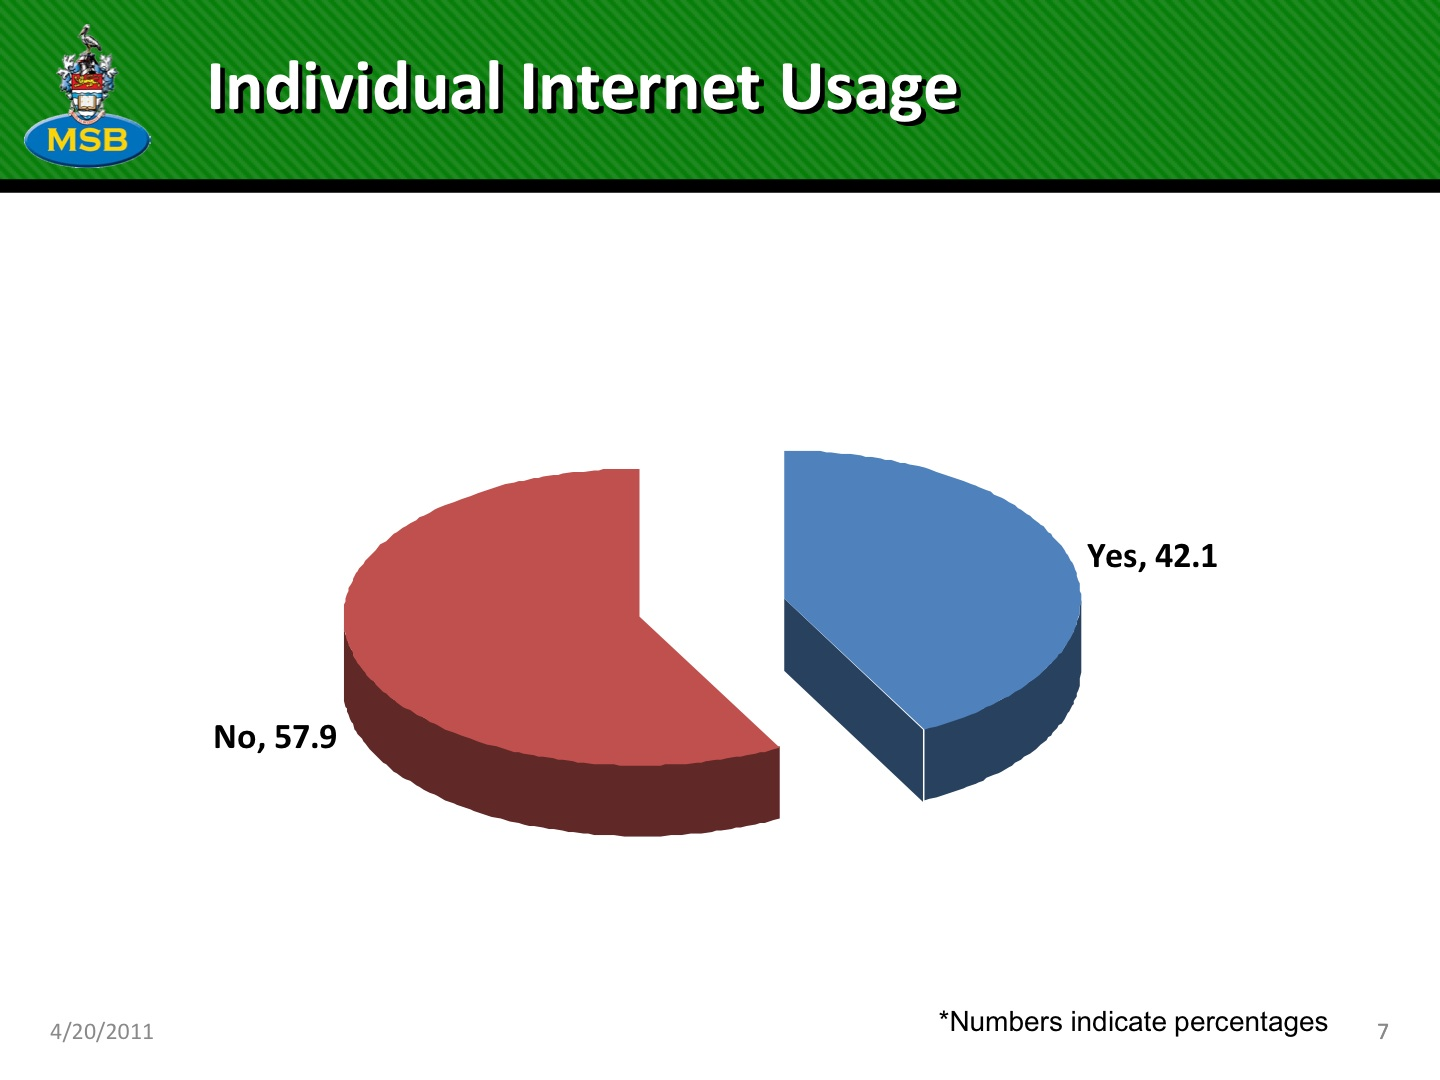 MSB
Individual Internet Usage
Yes, 42.1
No, 57.9
*Numbers indicate percentages
4/20/2011
7